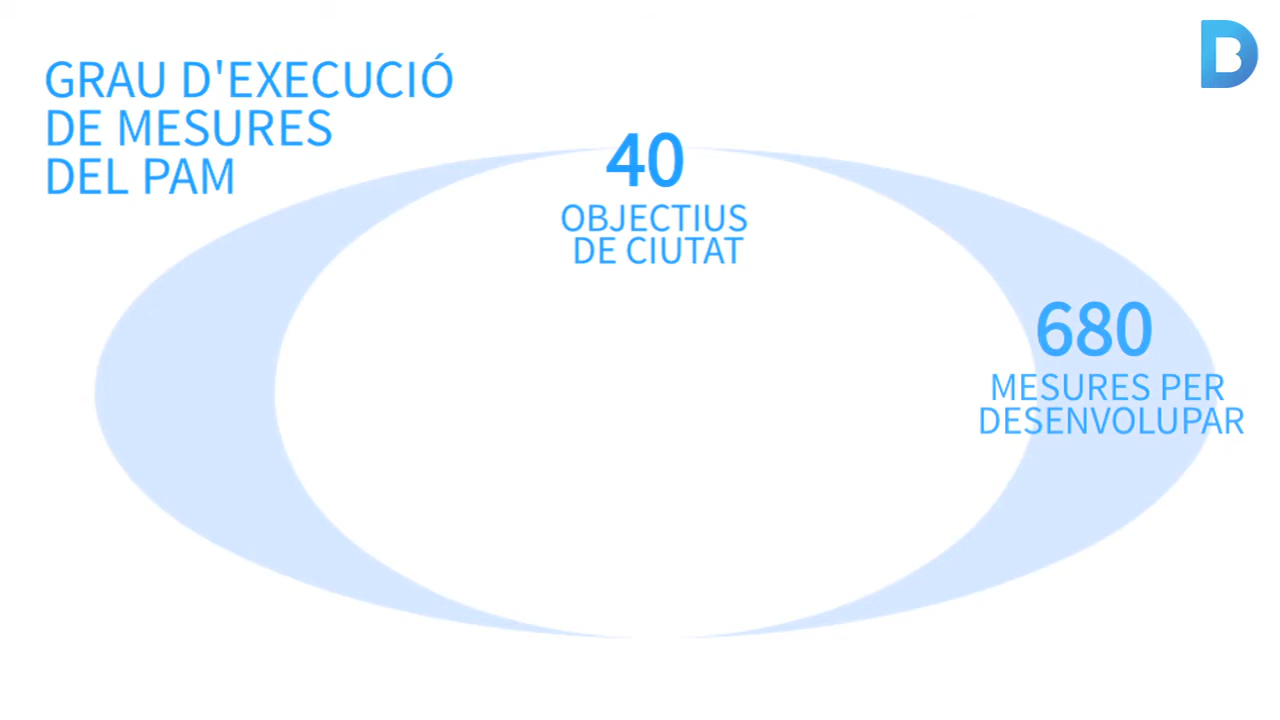 GRAU D'EXECUCIÓ
DE MESURES
DEL PAM
40
OBJECTIUS
DE CIUTAT
680
MESURES PER
DESENVOLUPAR
B